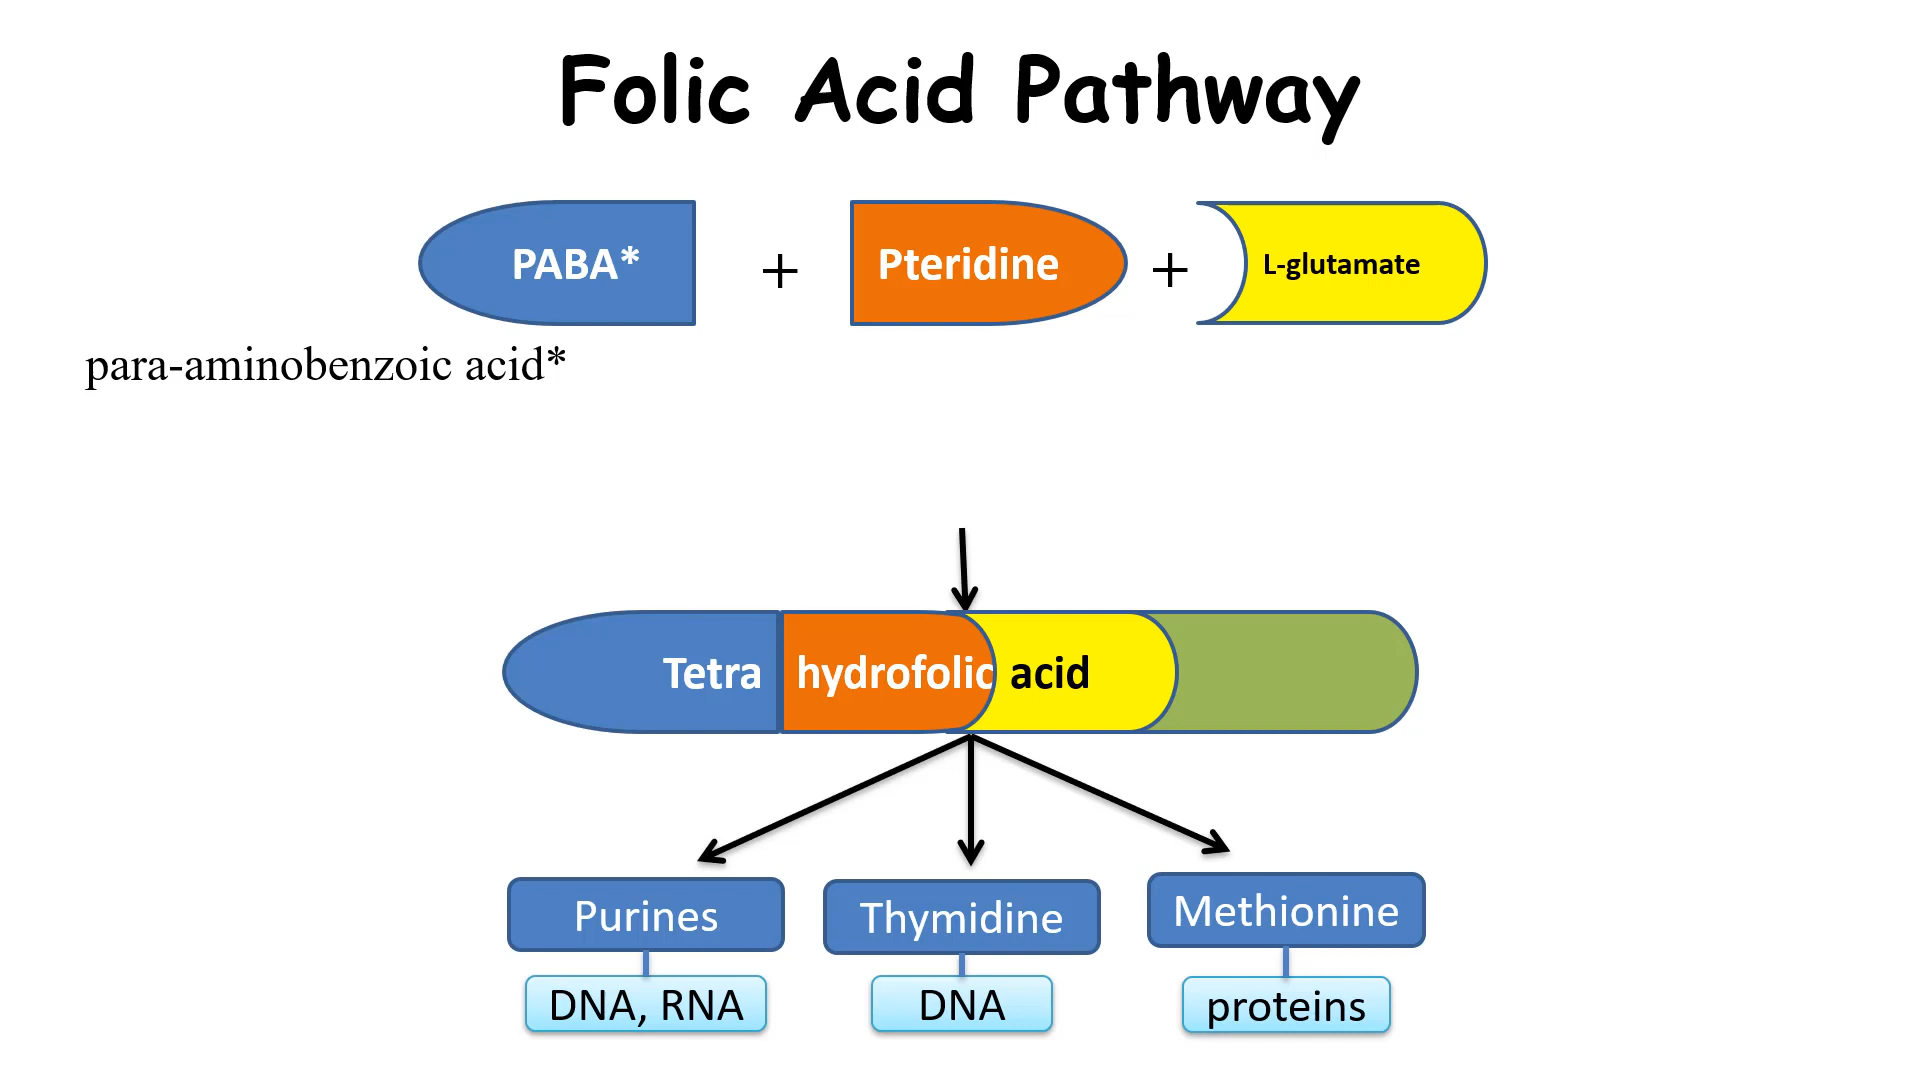 Folic Acid Pathway
PABA* + Pteridine + L-glutamate
para-aminobenzoic acid*
Tetra hydrofolic acid
Purines Thymidine Methionine
DNA, RNA DNA proteins